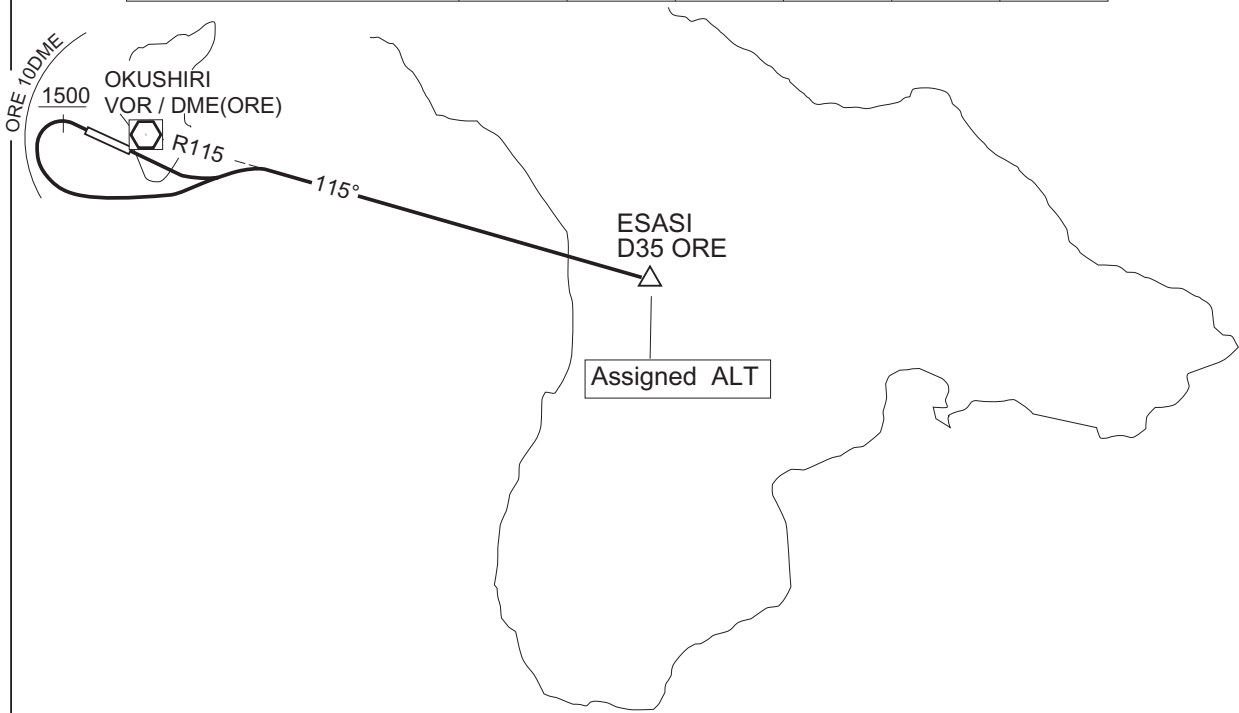 ORE 10DME
1500
OKUSHIRI
VOR / DME(ORE)
R115
115°
ESASI
D35 ORE
Assigned ALT